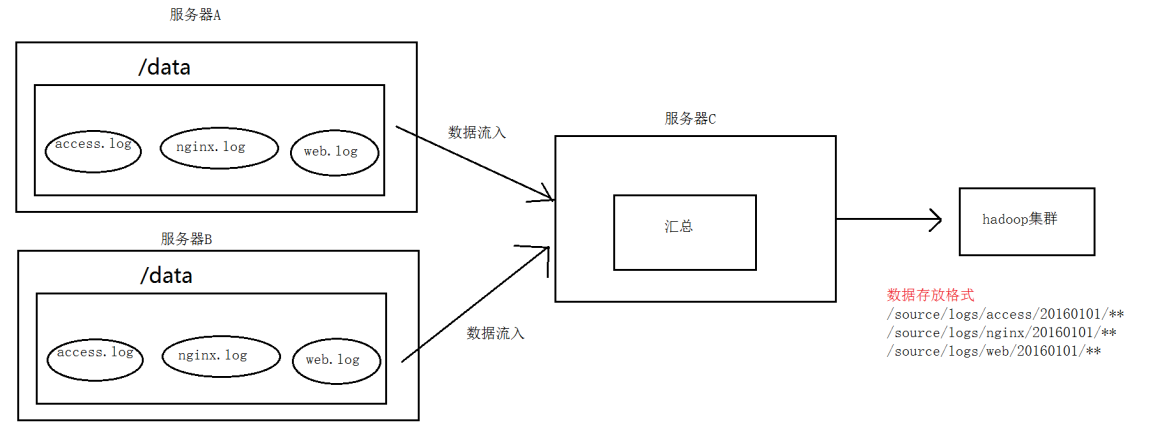 服务器A
/data
access.log
nginx.log
web.log
数据流入
服务器B
/data
access.log
nginx.log
web.log
数据流入
服务器C
汇总
hadoop集群
数据存放格式
/source/logs/access/20160101/**
/source/logs/nginx/20160101/**
/source/logs/web/20160101/**